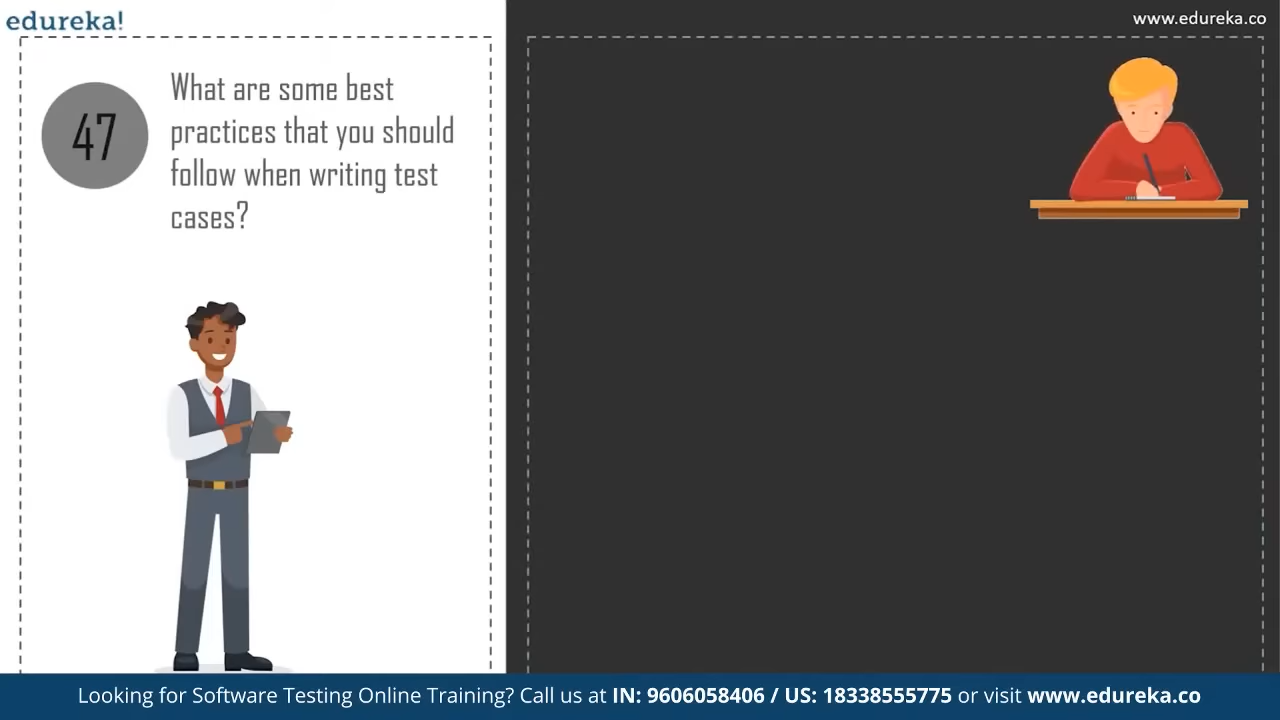 edureka!
www.edureka.co
47
What are some best
practices that you should
follow when writing test
cases?
Looking for Software Testing Online Training? Call us at IN: 9606058406 / US: 18338555775 or visit www.edureka.co